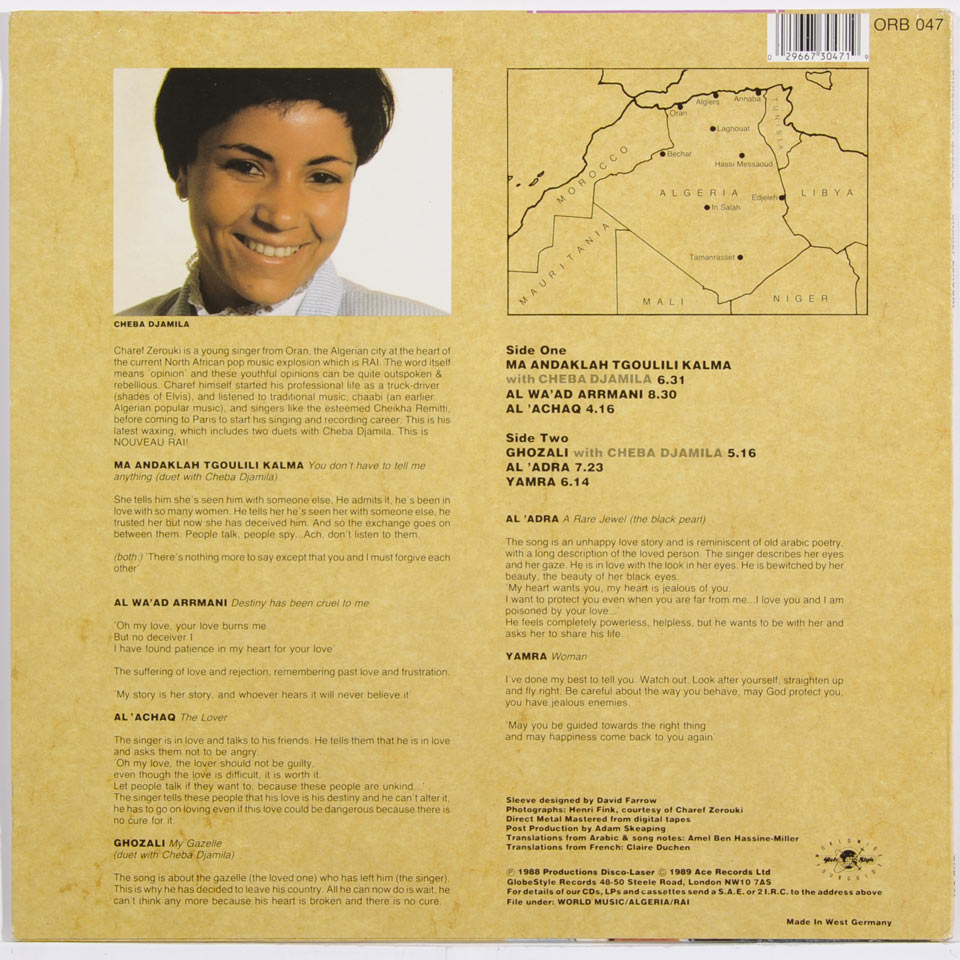 ORB 047
0 29667 30471 9
CHEBA DJAMILA
Charef Zerouki is a young singer from Oran, the Algerian city at the heart of
the current North African pop music explosion which is RAI. The word itself
means 'opinion' and these youthful opinions can be quite outspoken &
rebellious. Charef himself started his professional life as a truck-driver
(shades of Elvis), and listened to traditional music, chaabi (an earlier
Algerian popular music), and singers like the esteemed Cheikha Remitti,
before coming to Paris to start his singing and recording career. This is his
latest waxing, which includes two duets with Cheba Djamila. This is
NOUVEAU RAI!
MA ANDAKLAH TGOULILI KALMA You don't have to tell me
anything (duet with Cheba Djamila)
She tells him she's seen him with someone else. He admits it, he's been in
love with so many women. He tells her he's seen her with someone else, he
trusted her but now she has deceived him. And so the exchange goes on
between them. People talk, people spy...Ach, don't listen to them.
(both:) 'There's nothing more to say except that you and I must forgive each
other'
AL WA'AD ARRMANI Destiny has been cruel to me
'Oh my love, your love burns me
But no deceiver I
I have found patience in my heart for your love'
The suffering of love and rejection, remembering past love and frustration.
'My story is her story, and whoever hears it will never believe it'
AL 'ACHAQ The Lover
The singer is in love and talks to his friends. He tells them that he is in love
and asks them not to be angry.
'Oh my love, the lover should not be guilty,
even though the love is difficult, it is worth it.
Let people talk if they want to, because these people are unkind...'
The singer tells these people that his love is his destiny and he can't alter it,
he has to go on loving even if this love could be dangerous because there is
no cure for it.
GHOZALI My Gazelle
(duet with Cheba Djamila)
The song is about the gazelle (the loved one) who has left him (the singer).
This is why he has decided to leave his country. All he can now do is wait, he
can't think any more because his heart is broken and there is no cure.
Algiers
Annaba
Oran
TUNISIA
Laghouat
Bechar
Hassi Messaoud
MOROCCO
ALGERIA
Edjeleh
LIBYA
In Salah
MAURITANIA
Tamanrasset
MALI
NIGER
Side One
MA ANDAKLAH TGOULILI KALMA
with CHEBA DJAMILA 6.31
AL WA'AD ARRMANI 8.30
AL 'ACHAQ 4.16
Side Two
GHOZALI with CHEBA DJAMILA 5.16
AL 'ADRA 7.23
YAMRA 6.14
AL 'ADRA A Rare Jewel (the black pearl)
The song is an unhappy love story and is reminiscent of old arabic poetry,
with a long description of the loved person. The singer describes her eyes
and her gaze. He is in love with the look in her eyes. He is bewitched by her
beauty, the beauty of her black eyes.
'My heart wants you, my heart is jealous of you.
I want to protect you even when you are far from me...I love you and I am
poisoned by your love...'
He feels completely powerless, helpless, but he wants to be with her and
asks her to share his life.
YAMRA Woman
I've done my best to tell you. Watch out. Look after yourself, straighten up
and fly right. Be careful about the way you behave, may God protect you,
you have jealous enemies.
'May you be guided towards the right thing
and may happiness come back to you again
Sleeve designed by David Farrow
Photographs: Henri Fink, courtesy of Charef Zerouki
Direct Metal Mastered from digital tapes
Post Production by Adam Skeaping
Translations from Arabic & song notes: Amel Ben Hassine-Miller
Translations from French: Claire Duchen
Ⓟ 1988 Productions Disco-Laser © 1989 Ace Records Ltd
GlobeStyle Records 48-50 Steele Road, London NW10 7AS
For details of our CDs, LPs and cassettes send a S.A.E. or 2 I.R.C. to the address above
File under: WORLD MUSIC/ALGERIA/RAI
Made in West Germany